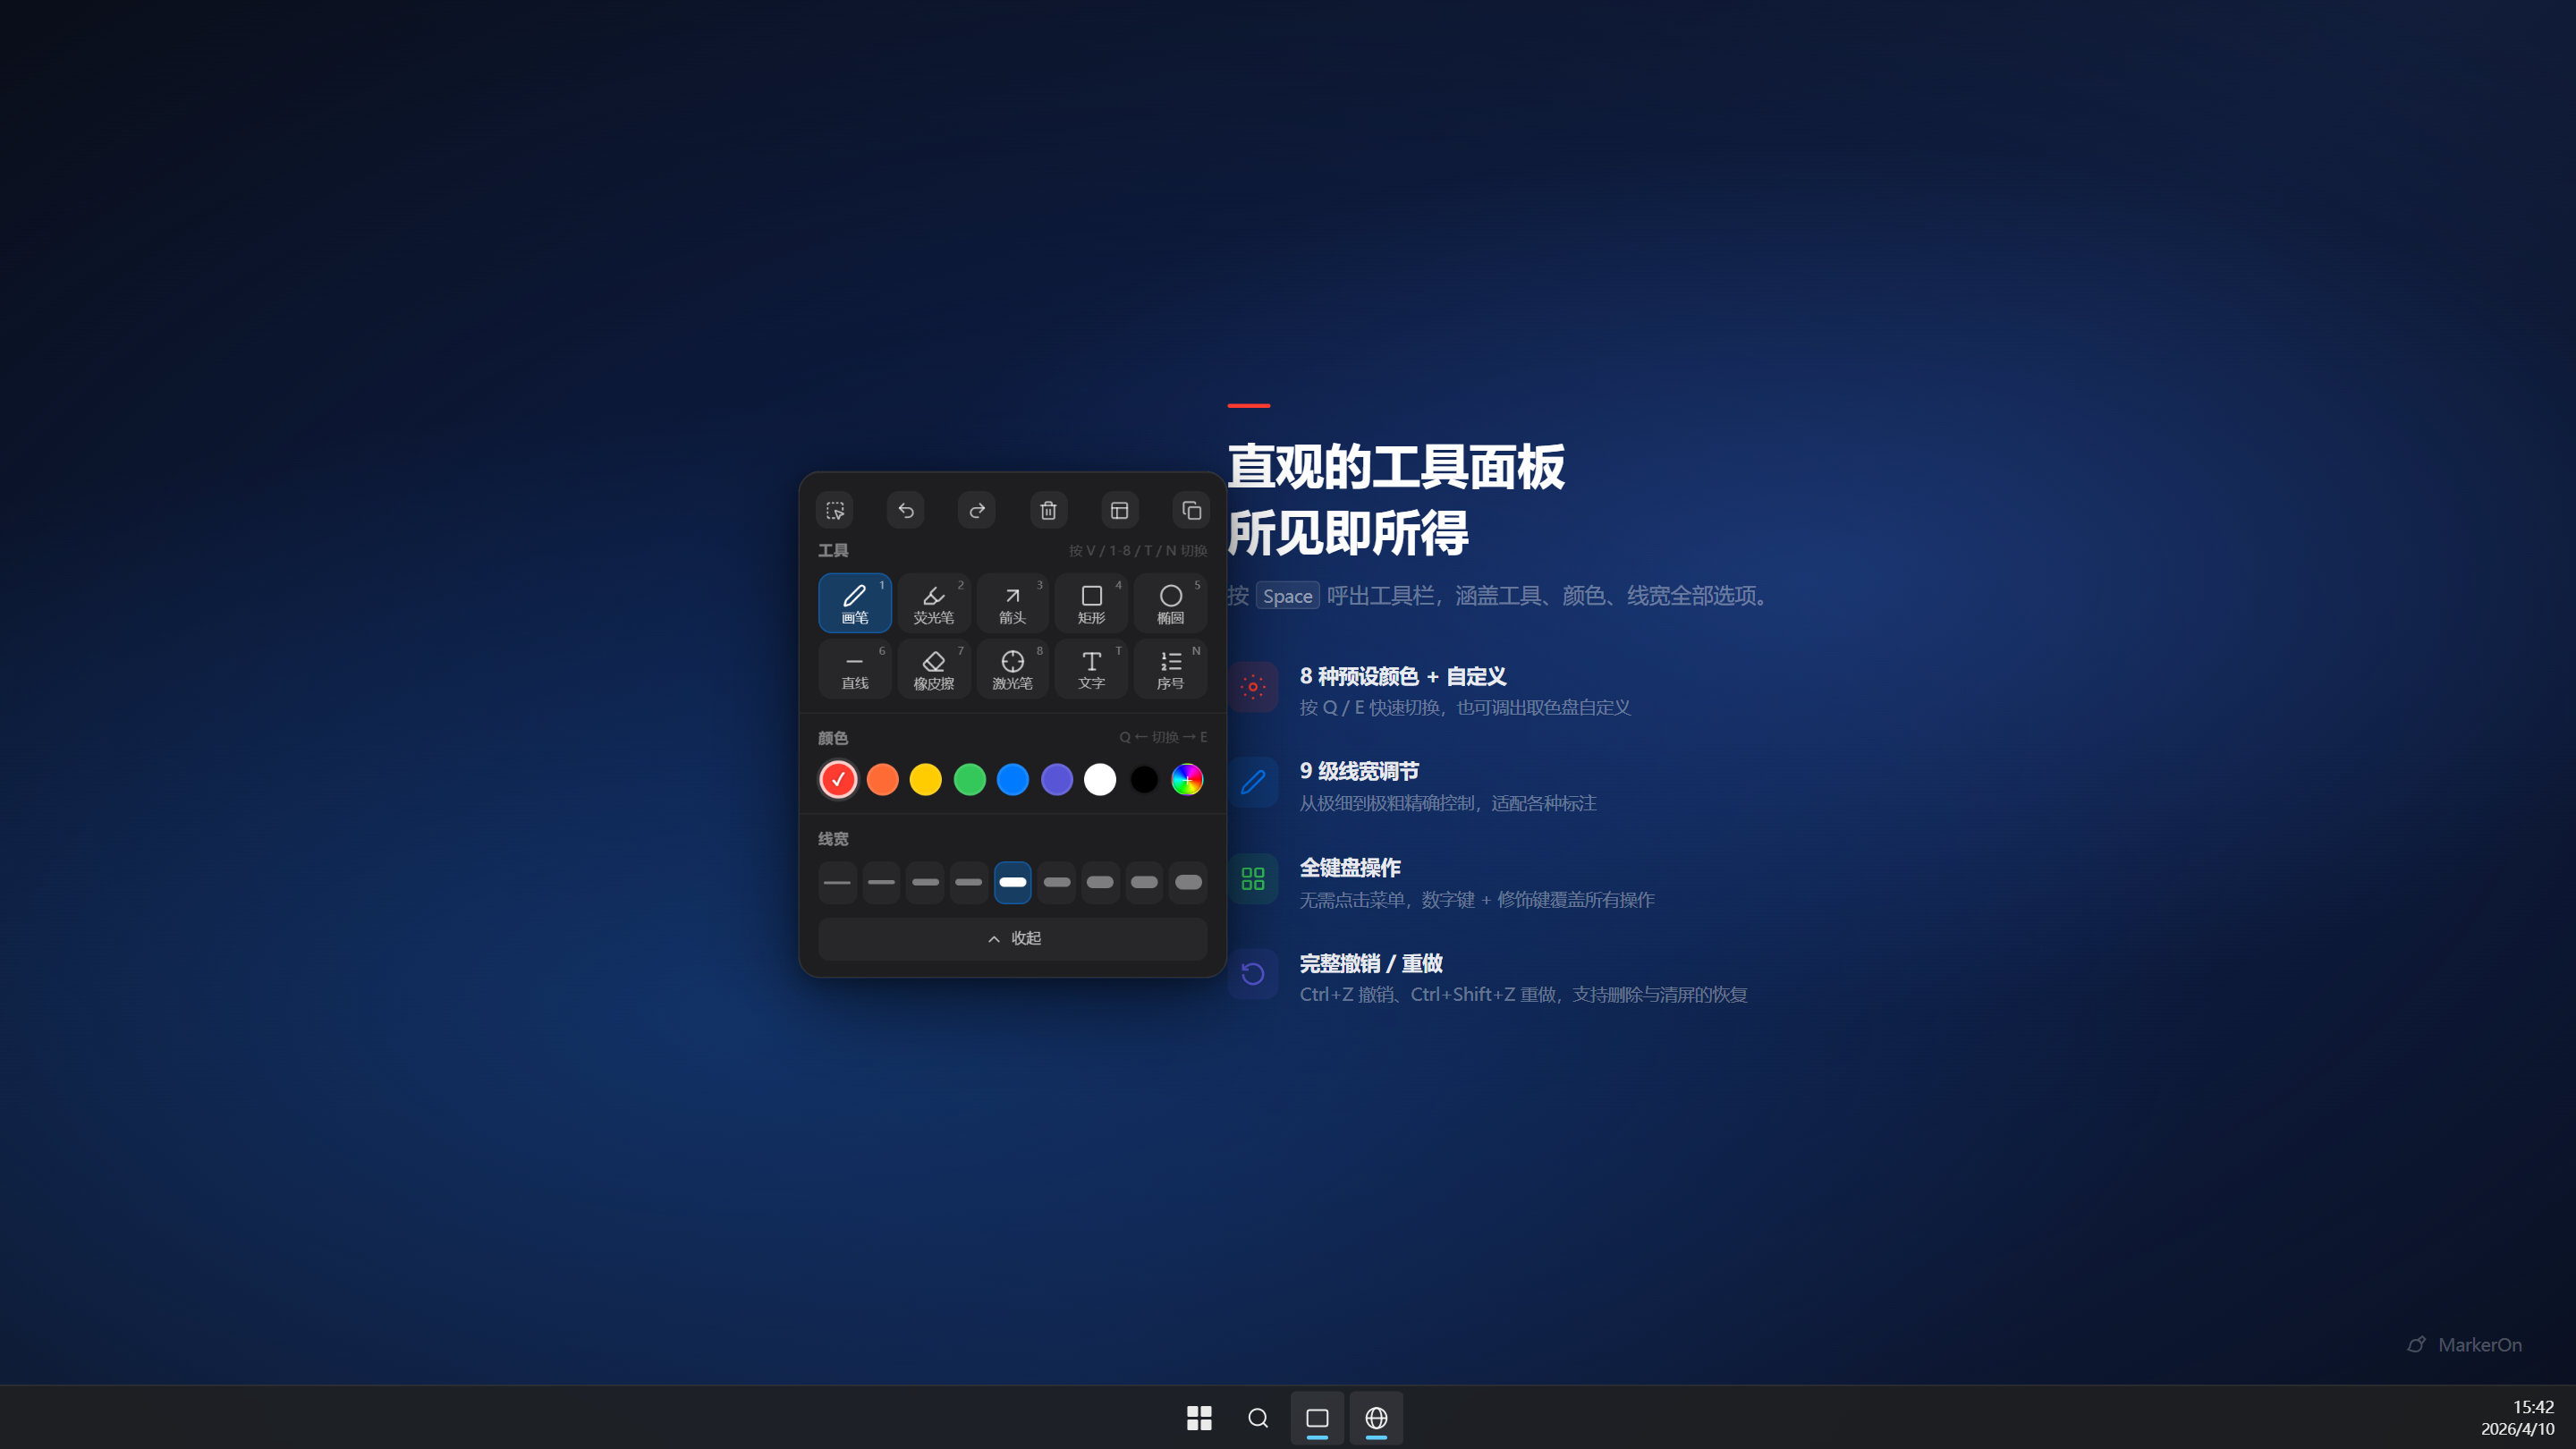 工具
按 V / 1-8 / T / N 切换
1
画笔
2
荧光笔
3
箭头
4
矩形
5
椭圆
6
直线
7
橡皮擦
8
激光笔
T
文字
N
序号
颜色
Q ← 切换 → E
线宽
收起
直观的工具面板
所见即所得
按 Space 呼出工具栏，涵盖工具、颜色、线宽全部选项。
8 种预设颜色 + 自定义
按 Q / E 快速切换，也可调出取色盘自定义
9 级线宽调节
从极细到极粗精确控制，适配各种标注
全键盘操作
无需点击菜单，数字键 + 修饰键覆盖所有操作
完整撤销 / 重做
Ctrl+Z 撤销、Ctrl+Shift+Z 重做，支持删除与清屏的恢复
MarkerOn
15:42
2026/4/10